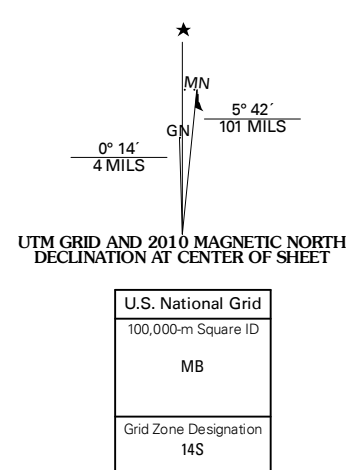 MN
GN
5° 42´
101 MILS
0° 14´
4 MILS
UTM GRID AND 2010 MAGNETIC NORTH
DECLINATION AT CENTER OF SHEET
U.S. National Grid
100,000-m Square ID
MB
Grid Zone Designation
14S